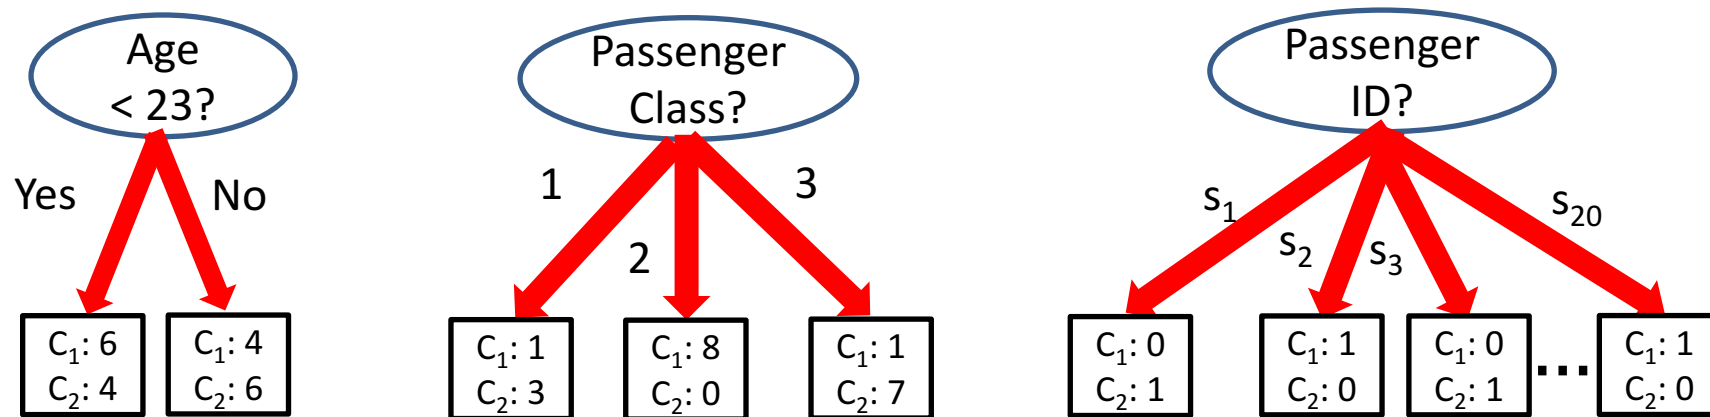 Age
< 23?
Yes
No
C₁: 6
C₂: 4
C₁: 4
C₂: 6
Passenger
Class?
1
2
3
C₁: 1
C₂: 3
C₁: 8
C₂: 0
C₁: 1
C₂: 7
Passenger
ID?
s₁
s₂
s₃
s₂₀
C₁: 0
C₂: 1
C₁: 1
C₂: 0
C₁: 0
C₂: 1
...
C₁: 1
C₂: 0